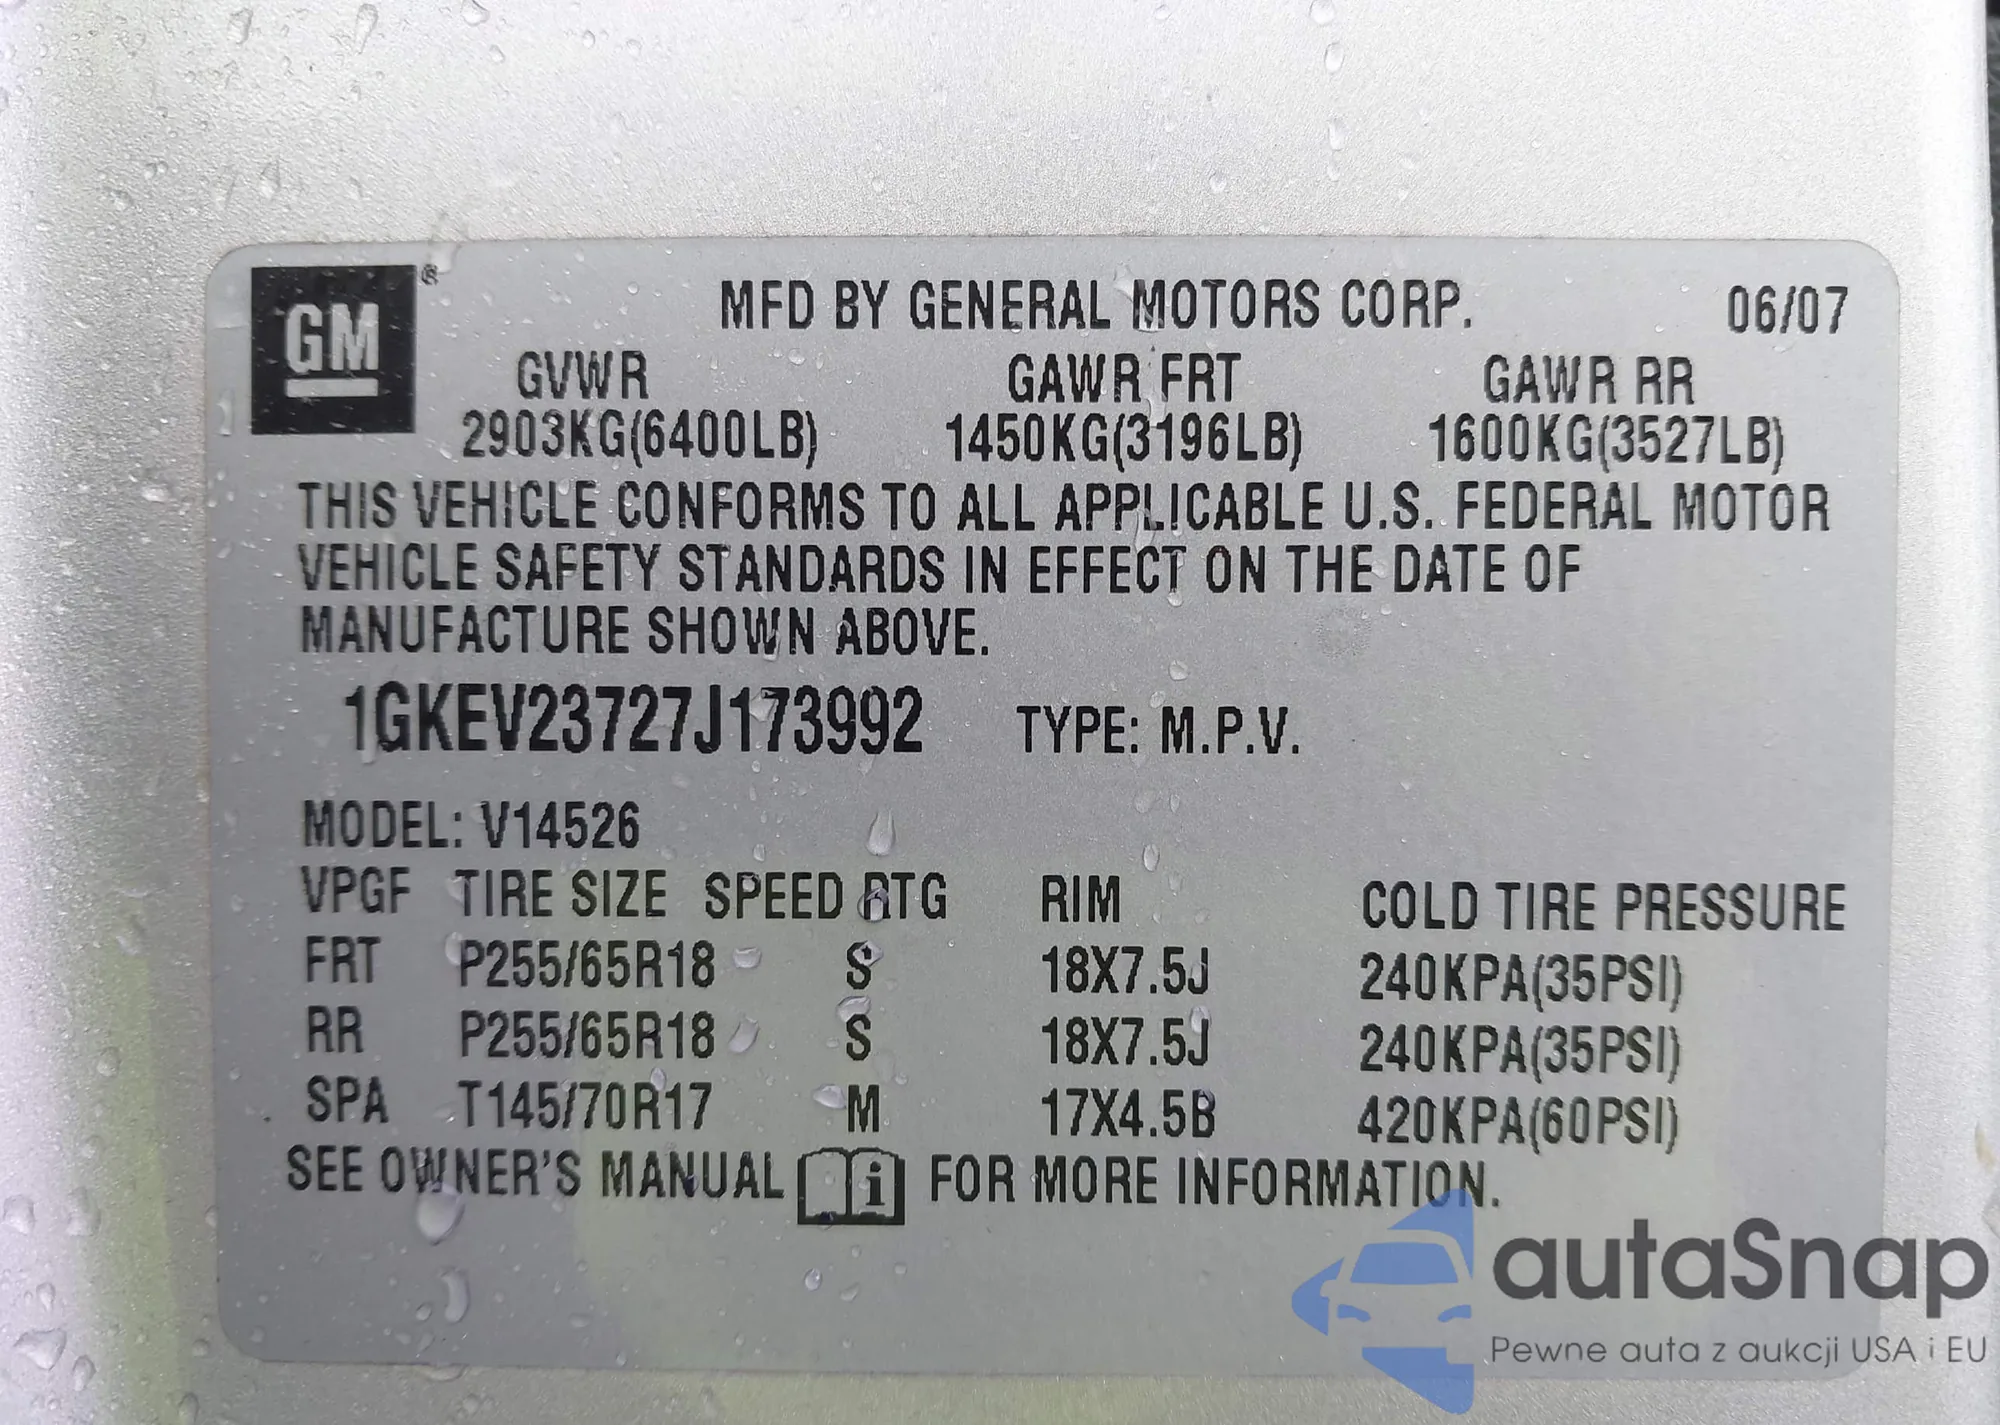 GM®
MFD BY GENERAL MOTORS CORP. 06/07
GVWR GAWR FRT GAWR RR
2903KG(6400LB) 1450KG(3196LB) 1600KG(3527LB)
THIS VEHICLE CONFORMS TO ALL APPLICABLE U.S. FEDERAL MOTOR
VEHICLE SAFETY STANDARDS IN EFFECT ON THE DATE OF
MANUFACTURE SHOWN ABOVE.
1GKEV23727J173992 TYPE: M.P.V.
MODEL: V14526
VPGF TIRE SIZE SPEED RTG RIM COLD TIRE PRESSURE
FRT P255/65R18 S 18X7.5J 240KPA(35PSI)
RR P255/65R18 S 18X7.5J 240KPA(35PSI)
SPA T145/70R17 M 17X4.5B 420KPA(60PSI)
SEE OWNER'S MANUAL i FOR MORE INFORMATION.
autaSnap
Pewne auta z aukcji USA i EU